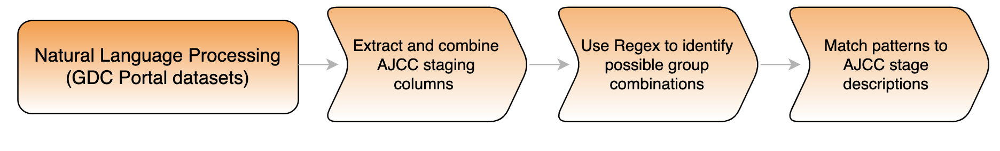 Natural Language Processing
(GDC Portal datasets)
Extract and combine
AJCC staging
columns
Use Regex to identify
possible group
combinations
Match patterns to
AJCC stage
descriptions